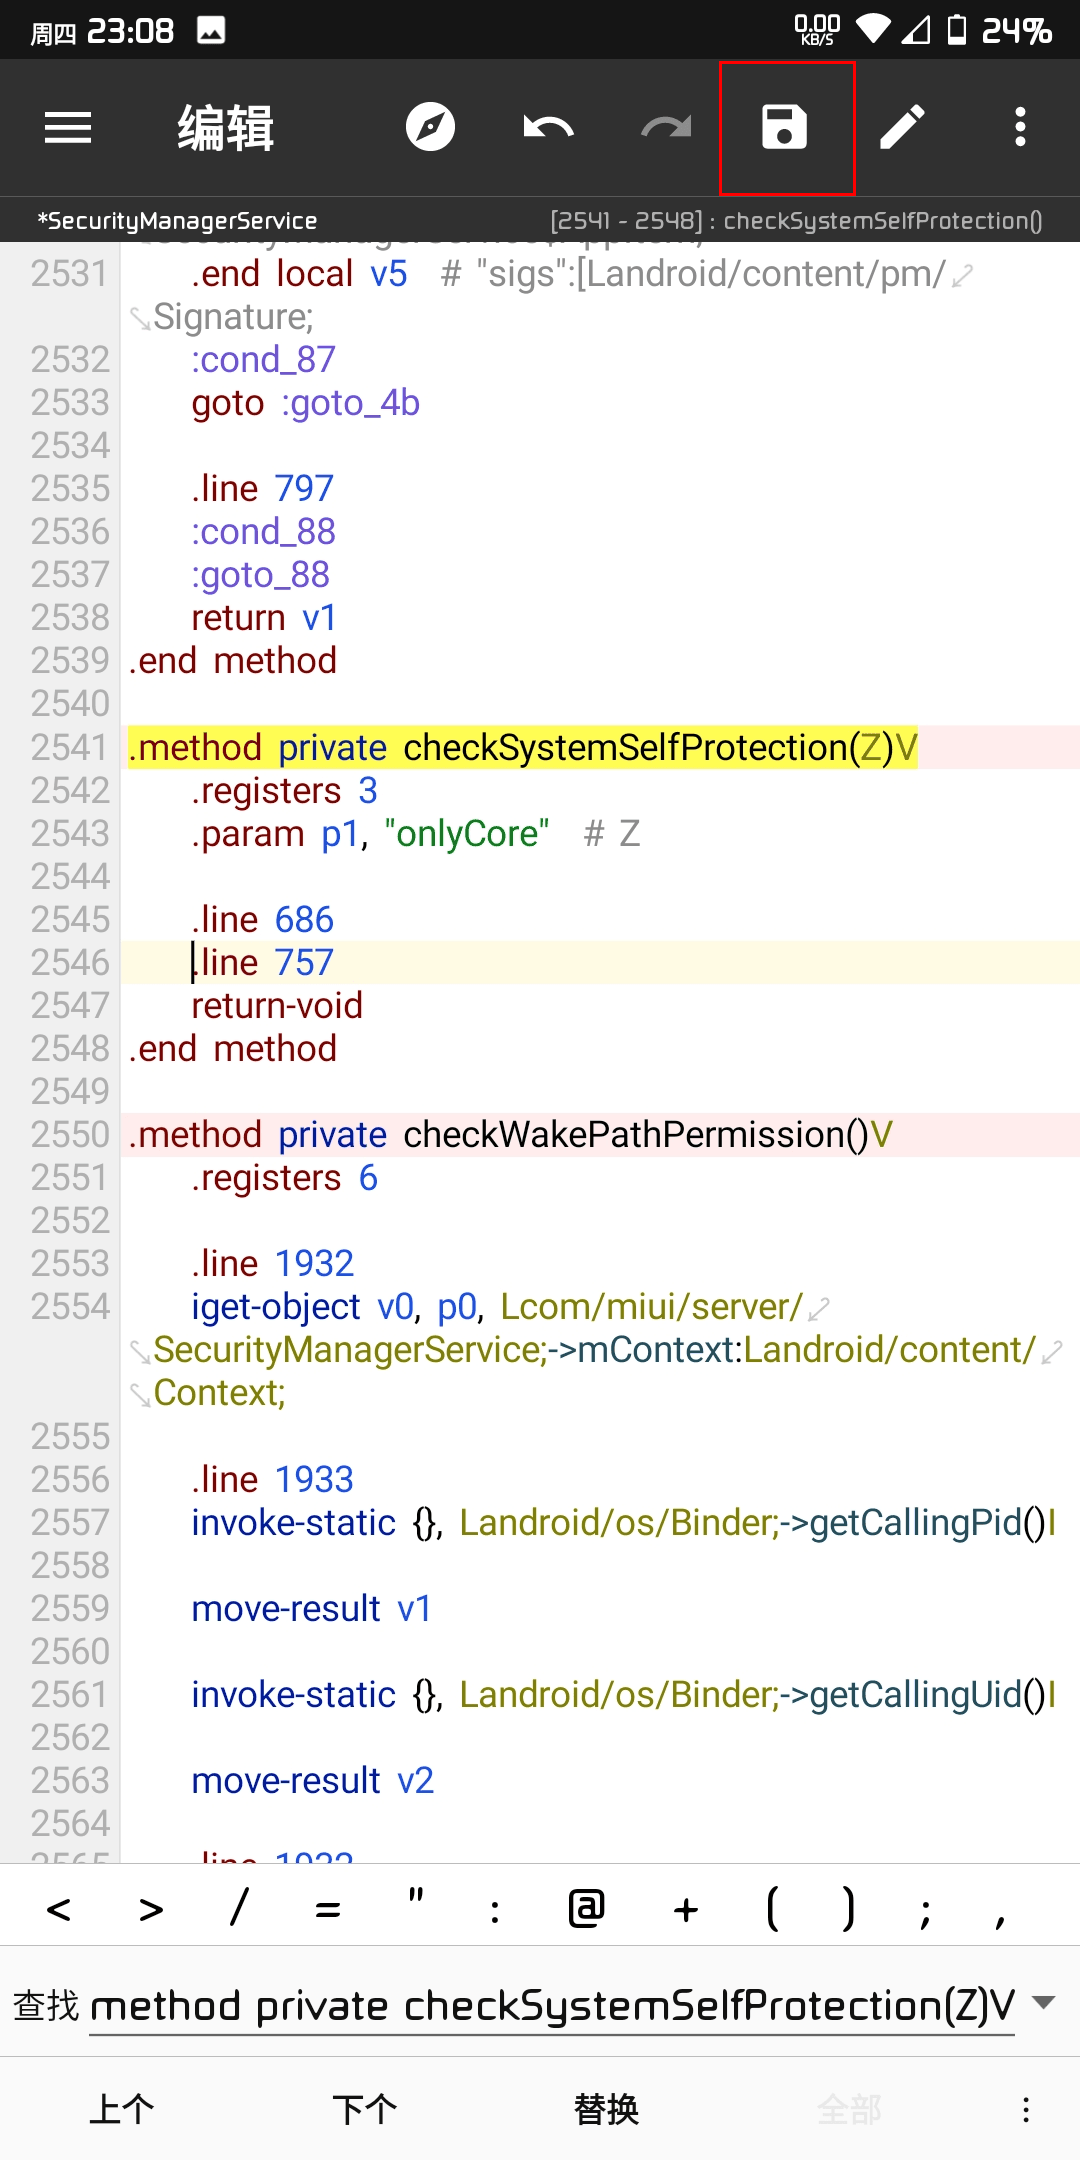 周四 23:08 0.00 KB/S 24%
编辑
*SecurityManagerService [2541 - 2548] : checkSystemSelfProtection()
2531 .end local v5 # "sigs":[Landroid/content/pm/
Signature;
2532 :cond_87
2533 goto :goto_4b
2534
2535 .line 797
2536 :cond_88
2537 :goto_88
2538 return v1
2539 .end method
2540
2541 .method private checkSystemSelfProtection(Z)V
2542 .registers 3
2543 .param p1, "onlyCore" # Z
2544
2545 .line 686
2546 .line 757
2547 return-void
2548 .end method
2549
2550 .method private checkWakePathPermission()V
2551 .registers 6
2552
2553 .line 1932
2554 iget-object v0, p0, Lcom/miui/server/
SecurityManagerService;->mContext:Landroid/content/
Context;
2555
2556 .line 1933
2557 invoke-static {}, Landroid/os/Binder;->getCallingPid()I
2558
2559 move-result v1
2560
2561 invoke-static {}, Landroid/os/Binder;->getCallingUid()I
2562
2563 move-result v2
2564
< > / = " : @ + ( ) ; ,
查找 method private checkSystemSelfProtection(Z)V
上个 下个 替换 全部